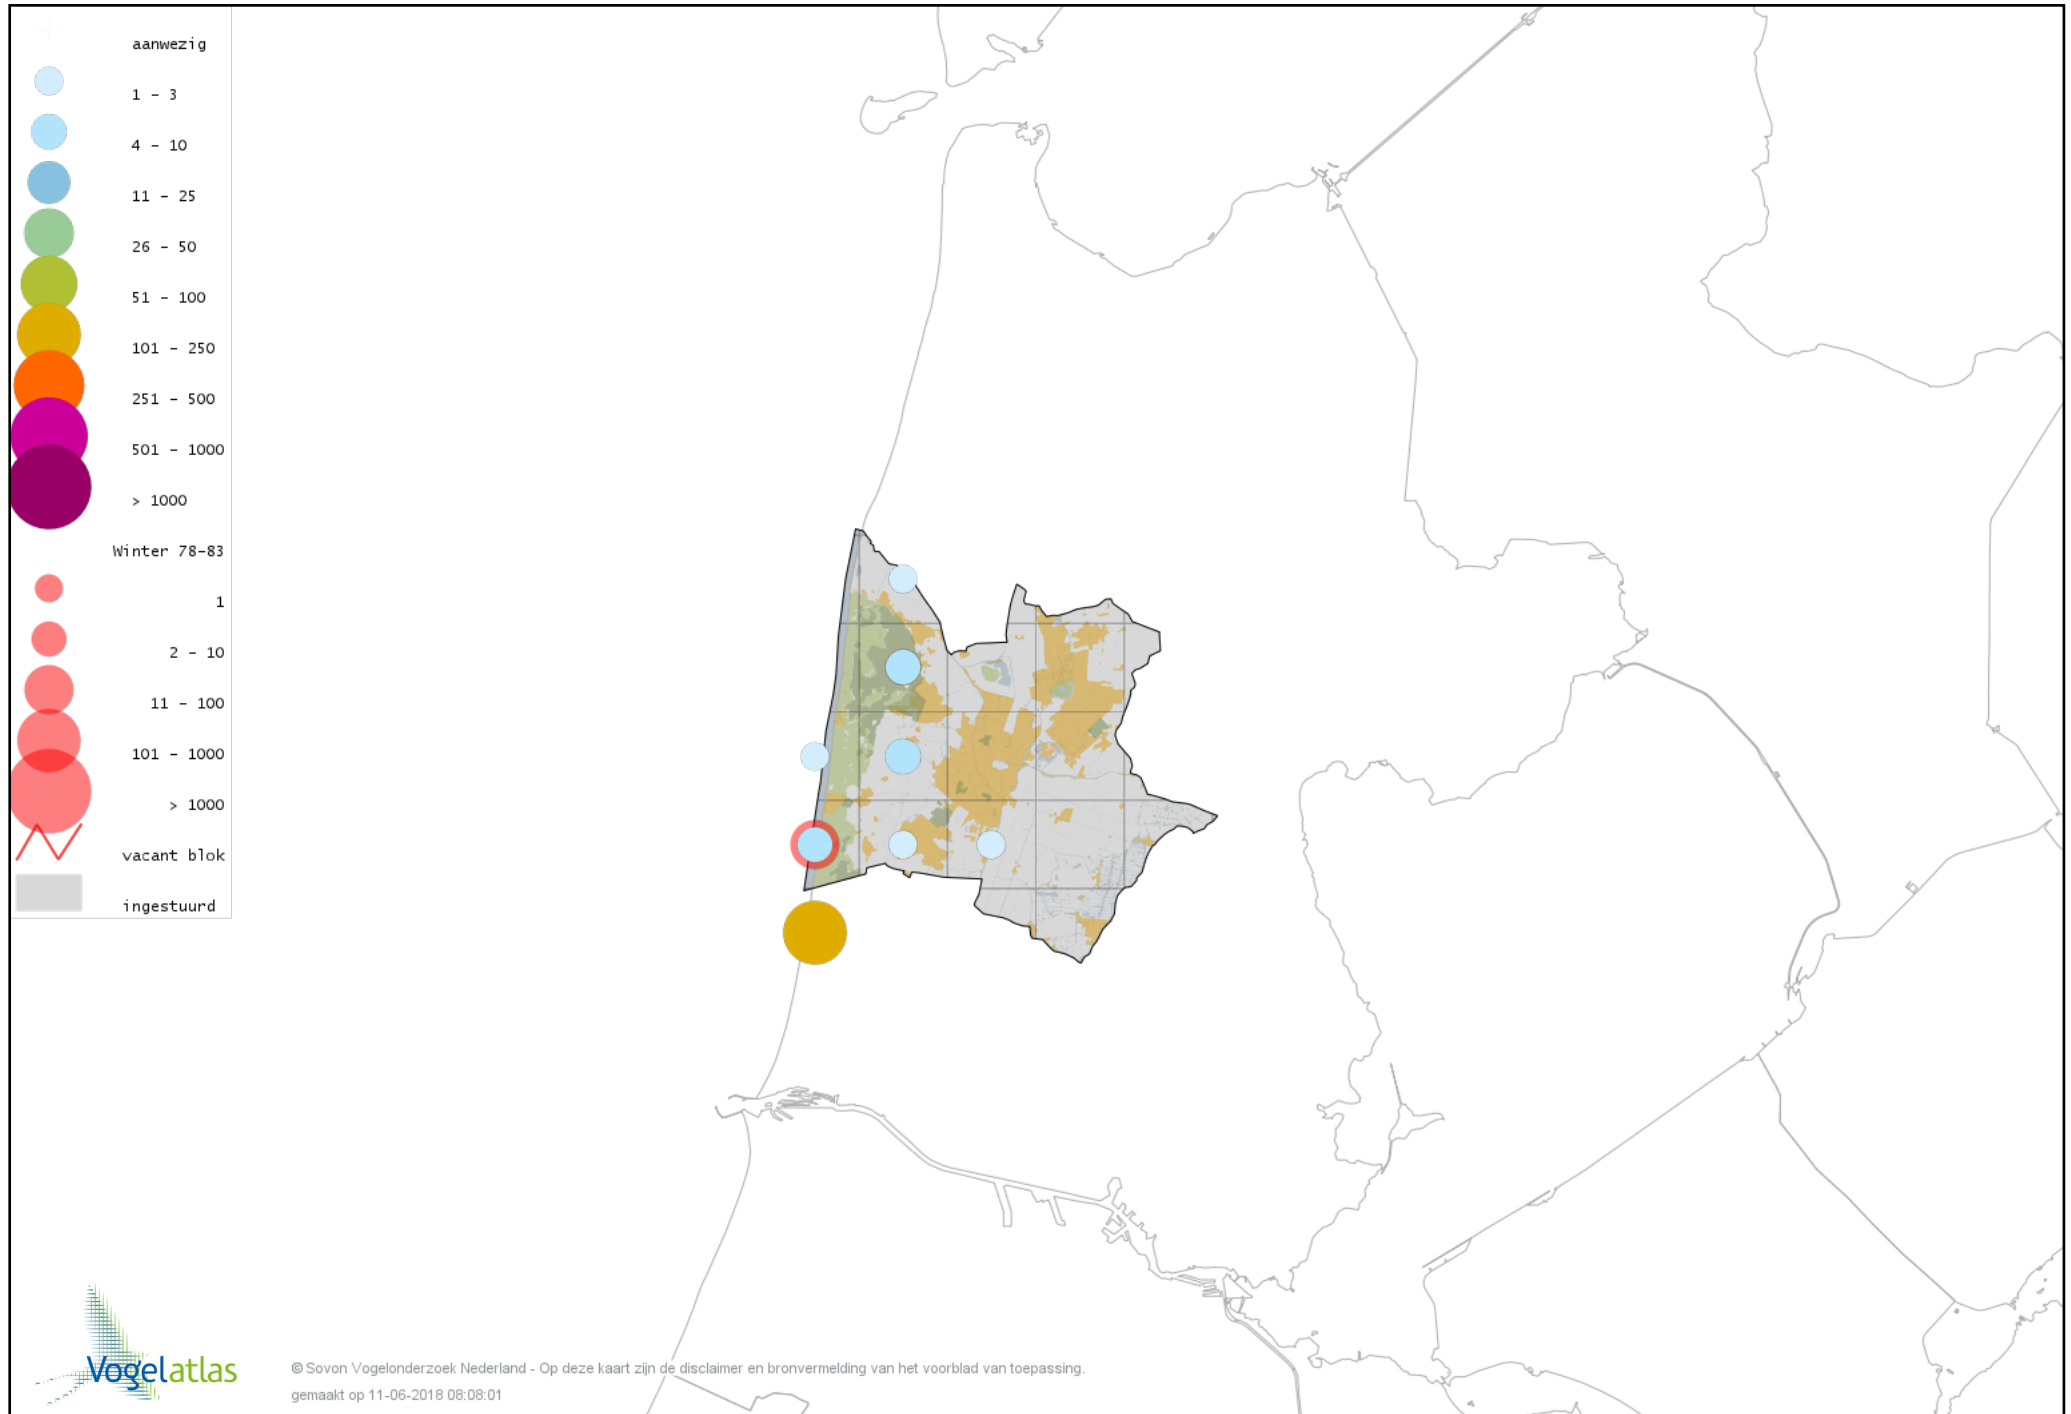 aanwezig
1 - 3
4 - 10
11 - 25
26 - 50
51 - 100
101 - 250
251 - 500
501 - 1000
> 1000
Winter 78-83
1
2 - 10
11 - 100
101 - 1000
> 1000
vacant blok
ingestuurd
Vogelatlas
© Sovon Vogelonderzoek Nederland - Op deze kaart zijn de disclaimer en bronvermelding van het voorblad van toepassing.
gemaakt op 11-06-2018 08:08:01